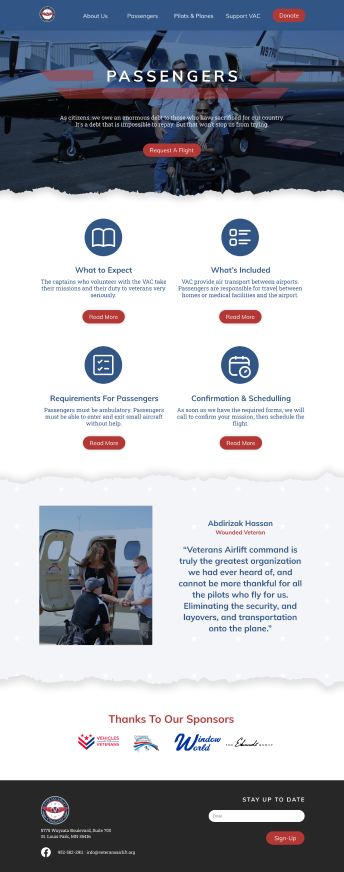 About Us
Passengers
Pilots & Planes
Support VAC
Donate
PASSENGERS
As citizens, we owe an enormous debt to those who have sacrificed for our country.
It's a debt that is impossible to repay. But that won't stop us from trying.
Request A Flight
What to Expect
The captains who volunteer with the VAC take
their missions and their duty to veterans very
seriously.
Read More
What's Included
VAC provide air transport between airports.
Passengers are responsible for travel between
homes or medical facilities and the airport.
Read More
Requirements For Passengers
Passengers must be ambulatory. Passengers
must be able to enter and exit small aircraft
without help.
Read More
Confirmation & Schedulling
As soon as we have the required forms, we will
call to confirm your mission, then schedule the
flight.
Read More
Abdirizak Hassan
Wounded Veteran
"Veterans Airlift command is
truly the greatest organization
we had ever heard of, and
cannot be more thankful for all
the pilots who fly for us.
Eliminating the security, and
layovers, and transportation
onto the plane."
Thanks To Our Sponsors
VEHICLES
VETERANS
Window
World
THE Edwards GROUP
STAY UP TO DATE
Email
Sign-Up
5775 Wayzata Boulevard, Suite 700
St. Louis Park, MN 55416
952-582-2911 | info@veteransairlift.org